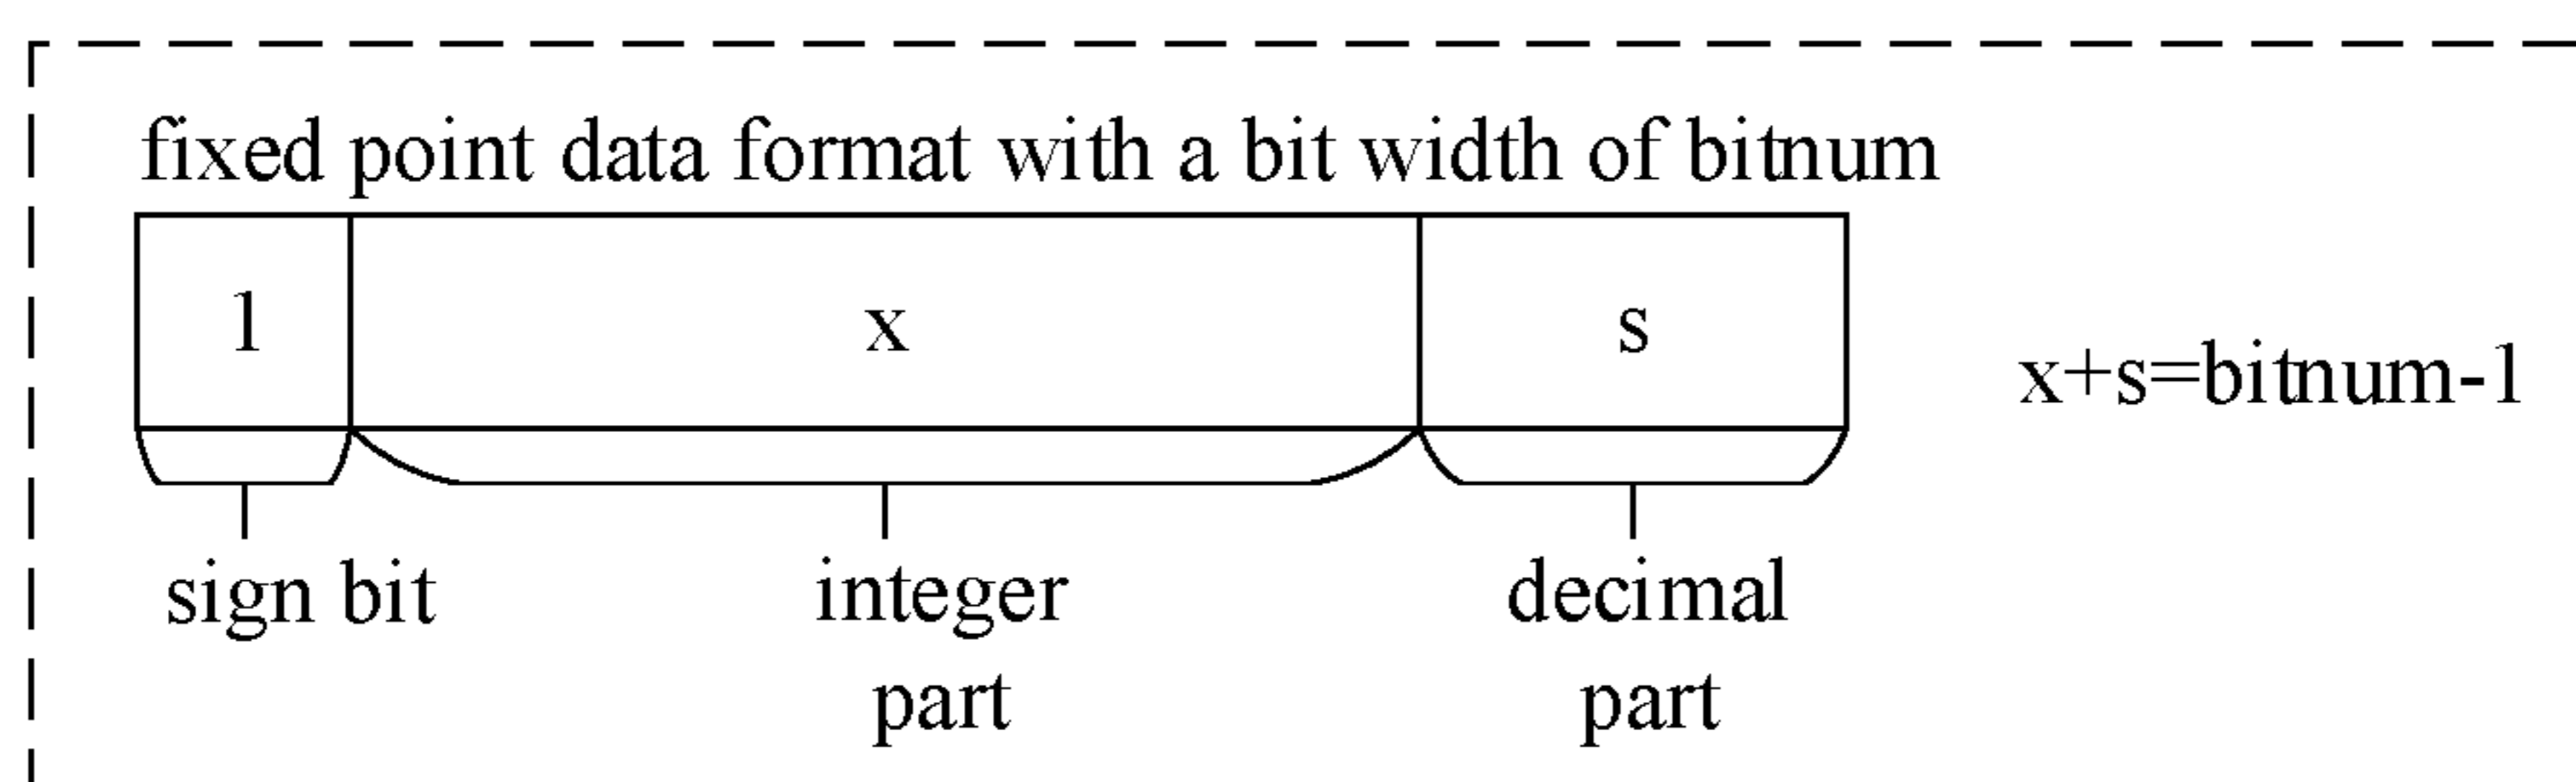 fixed point data format with a bit width of bitnum
1 x s
x+s=bitnum-1
sign bit integer part decimal part